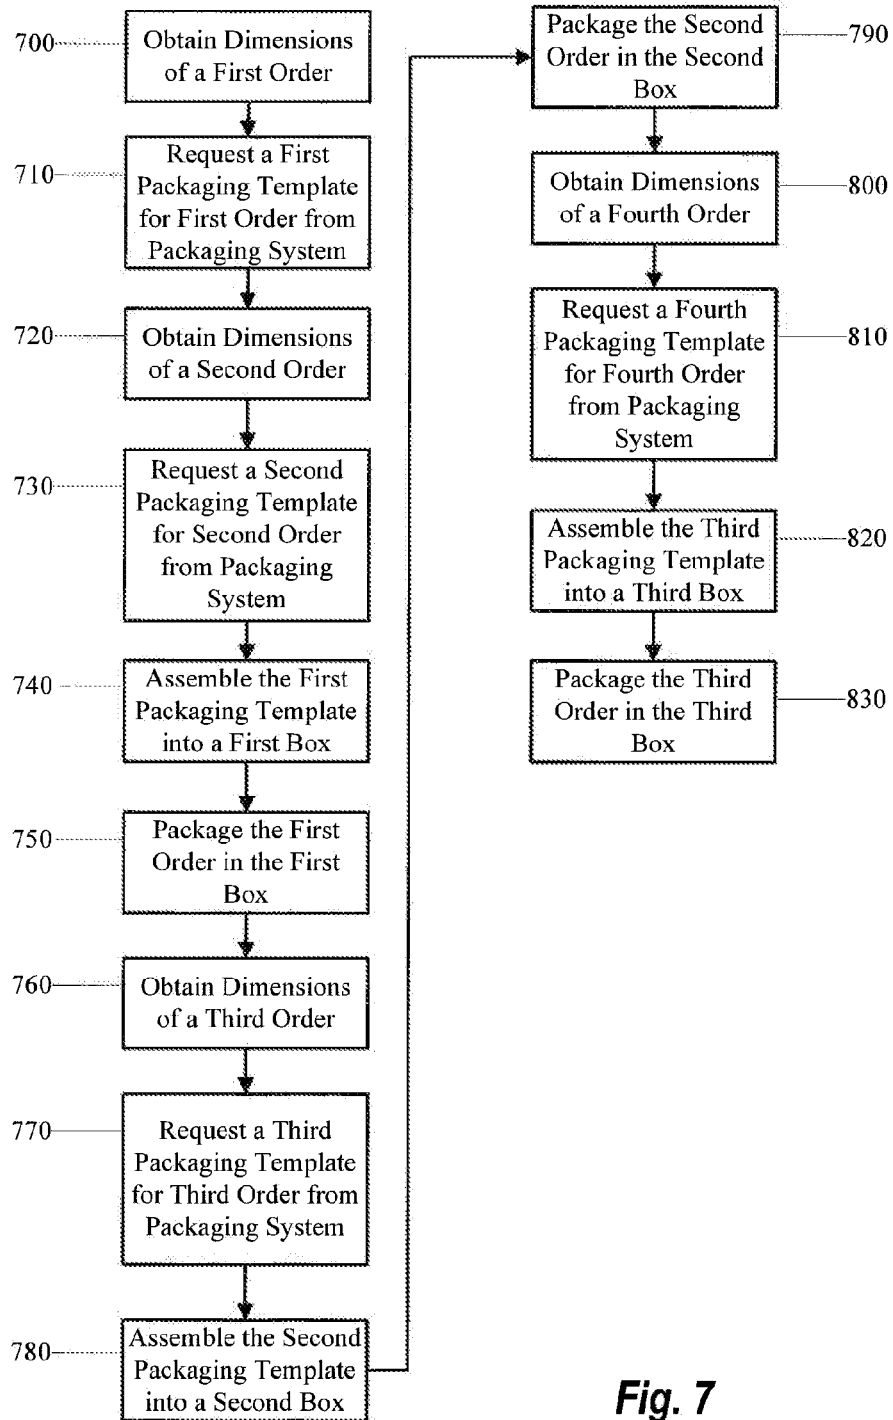 700
Obtain Dimensions
of a First Order
710
Request a First
Packaging Template
for First Order from
Packaging System
720
Obtain Dimensions
of a Second Order
730
Request a Second
Packaging Template
for Second Order
from Packaging
System
740
Assemble the First
Packaging Template
into a First Box
750
Package the First
Order in the First
Box
760
Obtain Dimensions
of a Third Order
770
Request a Third
Packaging Template
for Third Order from
Packaging System
780
Assemble the Second
Packaging Template
into a Second Box
Package the Second
Order in the Second
Box
790
Obtain Dimensions
of a Fourth Order
800
Request a Fourth
Packaging Template
for Fourth Order
from Packaging
System
810
Assemble the Third
Packaging Template
into a Third Box
820
Package the Third
Order in the Third
Box
830
Fig. 7